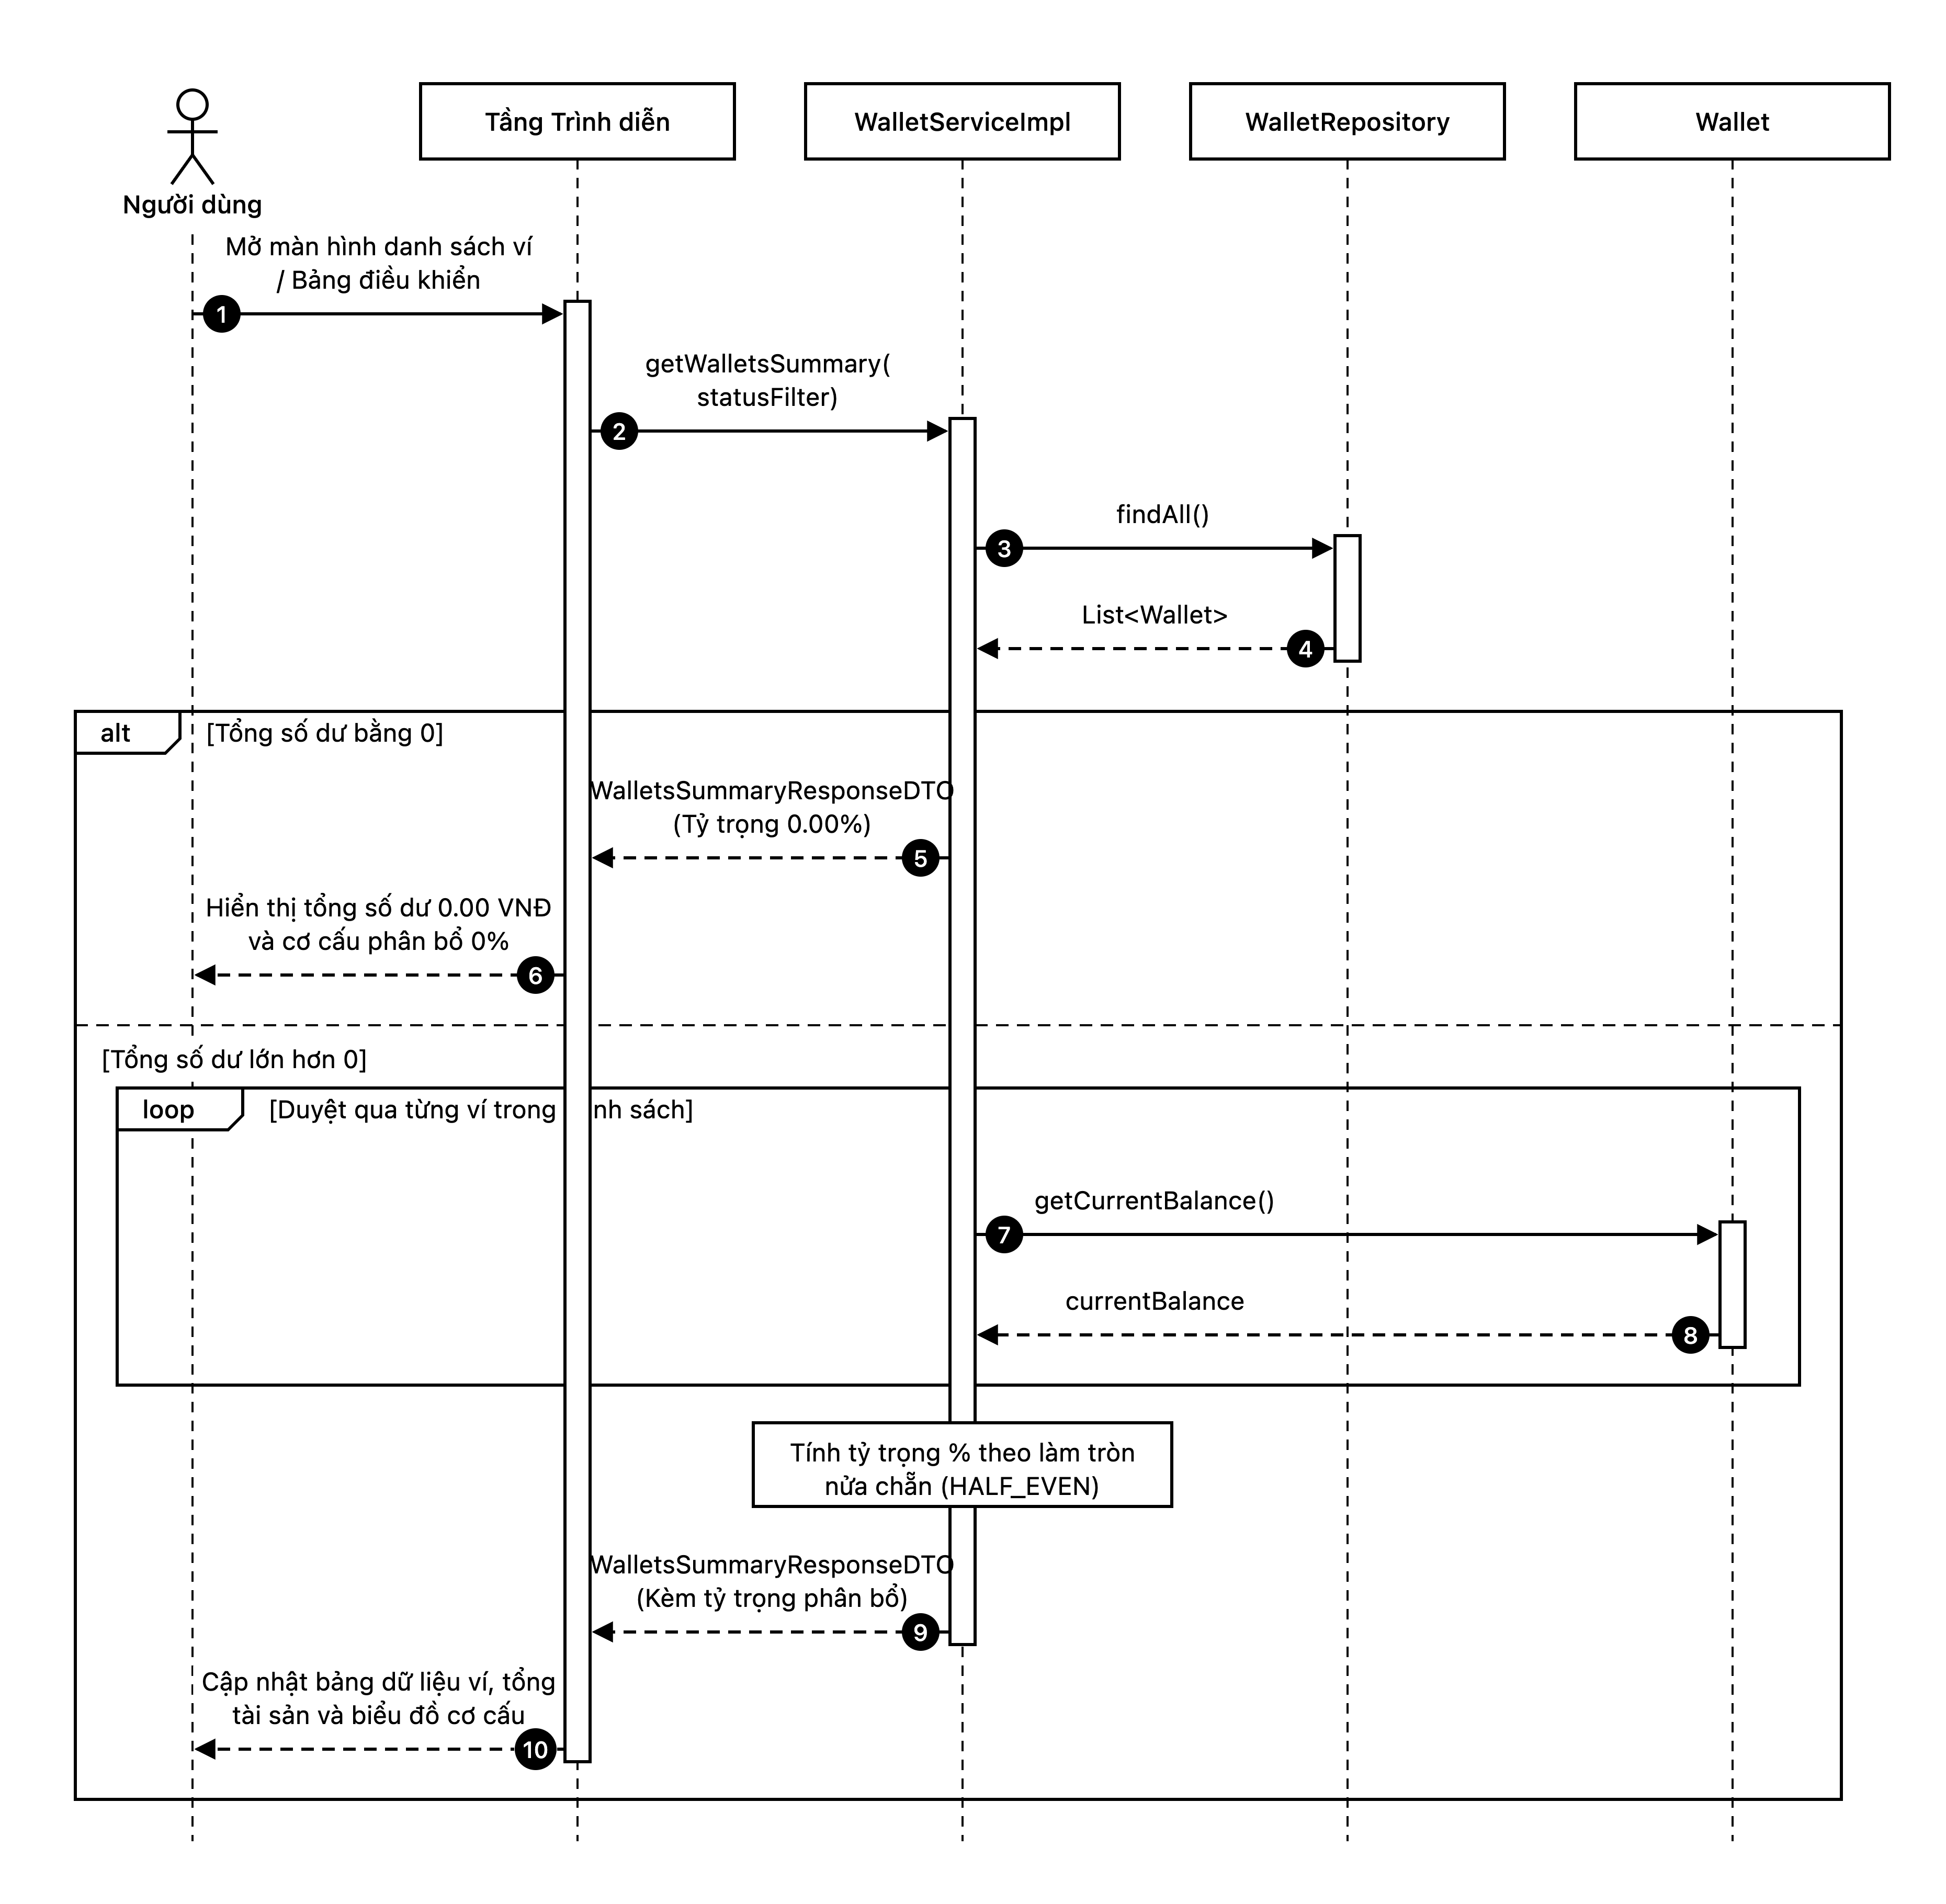 Người dùng
Tầng Trình diễn
WalletServiceImpl
WalletRepository
Wallet
Mở màn hình danh sách ví
/ Bảng điều khiển
1
getWalletsSummary(
statusFilter)
2
findAll()
3
List<Wallet>
4
alt
[Tổng số dư bằng 0]
WalletsSummaryResponseDTO
(Tỷ trọng 0.00%)
5
Hiển thị tổng số dư 0.00 VNĐ
và cơ cấu phân bổ 0%
6
[Tổng số dư lớn hơn 0]
loop
[Duyệt qua từng ví trong nh sách]
getCurrentBalance()
7
currentBalance
8
Tính tỷ trọng % theo làm tròn
nửa chẵn (HALF_EVEN)
WalletsSummaryResponseDTO
(Kèm tỷ trọng phân bổ)
9
Cập nhật bảng dữ liệu ví, tổng
tài sản và biểu đồ cơ cấu
10